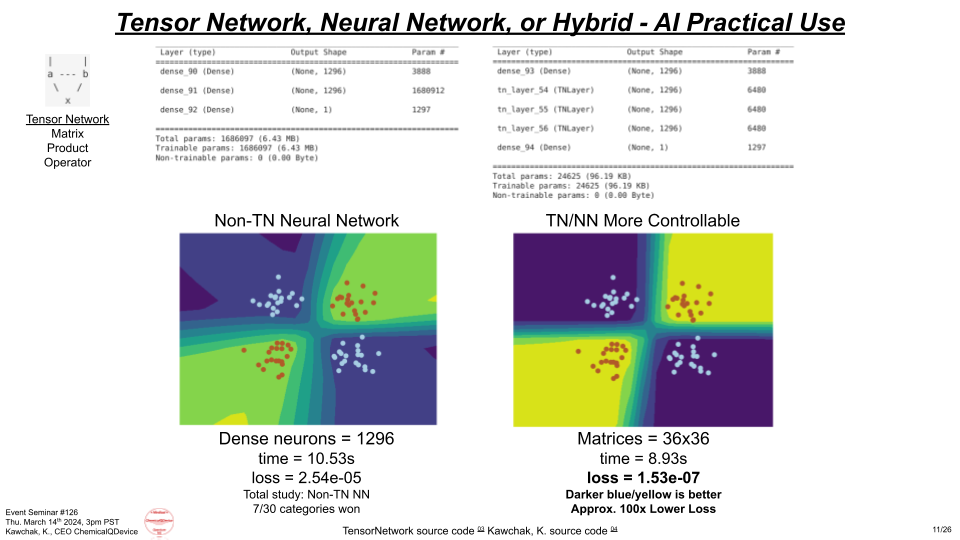 Tensor Network, Neural Network, or Hybrid - AI Practical Use
|      |
a --- b
\   /
x
Tensor Network
Matrix
Product
Operator
Layer (type) Output Shape Param #
=================================================================
dense_90 (Dense) (None, 1296) 3888
dense_91 (Dense) (None, 1296) 1680912
dense_92 (Dense) (None, 1) 1297
=================================================================
Total params: 1686097 (6.43 MB)
Trainable params: 1686097 (6.43 MB)
Non-trainable params: 0 (0.00 Byte)
Layer (type) Output Shape Param #
=================================================================
dense_93 (Dense) (None, 1296) 3888
tn_layer_54 (TNLayer) (None, 1296) 6480
tn_layer_55 (TNLayer) (None, 1296) 6480
tn_layer_56 (TNLayer) (None, 1296) 6480
dense_94 (Dense) (None, 1) 1297
=================================================================
Total params: 24625 (96.19 KB)
Trainable params: 24625 (96.19 KB)
Non-trainable params: 0 (0.00 Byte)
Non-TN Neural Network
Dense neurons = 1296
time = 10.53s
loss = 2.54e-05
Total study: Non-TN NN
7/30 categories won
TN/NN More Controllable
Matrices = 36x36
time = 8.93s
loss = 1.53e-07
Darker blue/yellow is better
Approx. 100x Lower Loss
Event Seminar #126
Thu. March 14th 2024, 3pm PST
Kawchak, K., CEO ChemicalQDevice
ChemicalQDevice
TensorNetwork source code 03 Kawchak, K. source code 04
11/26